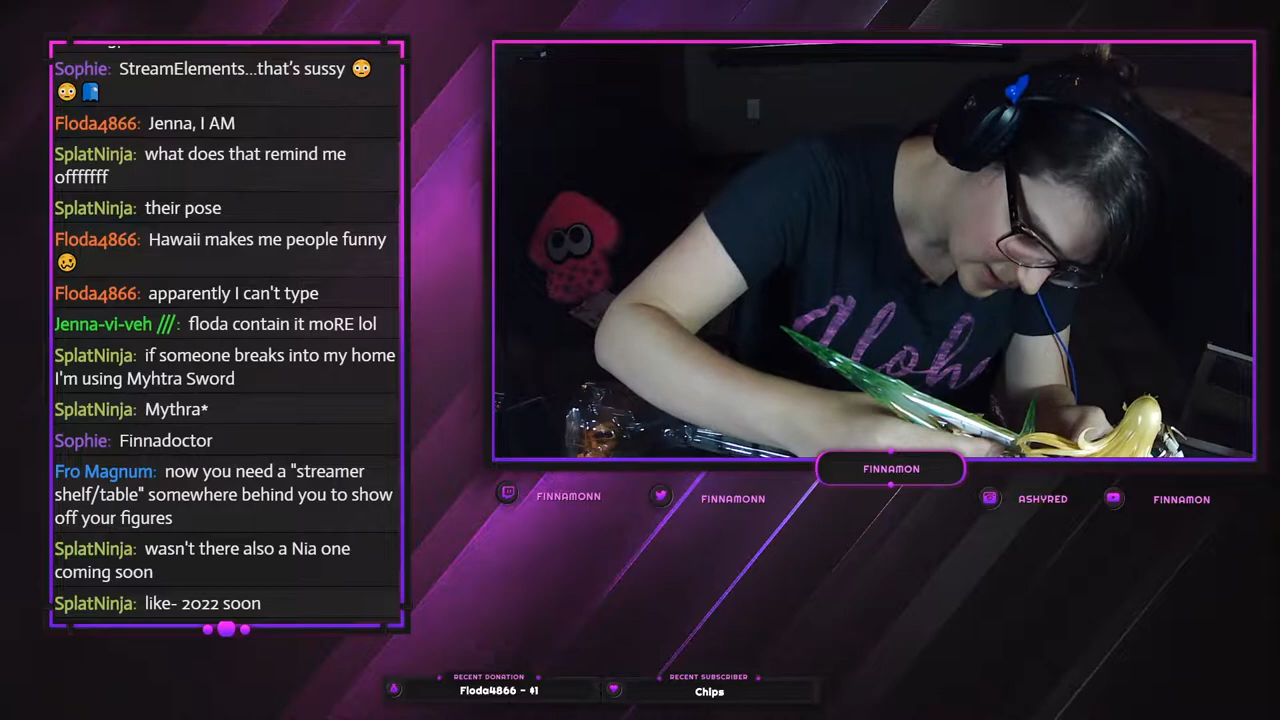 Sophie: StreamElements...that's sussy 😳
😳
Floda4866: Jenna, I AM
SplatNinja: what does that remind me
offfffff
SplatNinja: their pose
Floda4866: Hawaii makes me people funny
🥴
Floda4866: apparently I can't type
Jenna-vi-veh ///: floda contain it moRE lol
SplatNinja: if someone breaks into my home
I'm using Myhtra Sword
SplatNinja: Mythra*
Sophie: Finnadoctor
Fro Magnum: now you need a "streamer
shelf/table" somewhere behind you to show
off your figures
SplatNinja: wasn't there also a Nia one
coming soon
SplatNinja: like- 2022 soon
Aloha
FINNAMON
FINNAMONN
FINNAMONN
ASHYRED
FINNAMON
RECENT DONATION
Floda4866 - $1
RECENT SUBSCRIBER
Chips